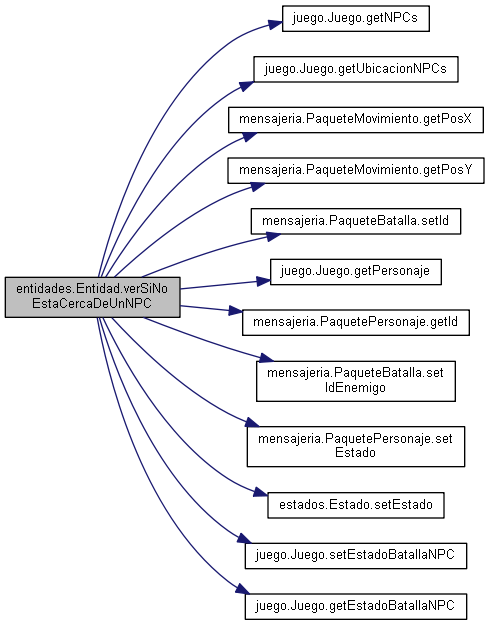 juego.Juego.getNPCs
juego.Juego.getUbicacionNPCs
mensajeria.PaqueteMovimiento.getPosX
mensajeria.PaqueteMovimiento.getPosY
mensajeria.PaqueteBatalla.setId
juego.Juego.getPersonaje
entidades.Entidad.verSiNo
EstaCercaDeUnNPC
mensajeria.PaquetePersonaje.getId
mensajeria.PaqueteBatalla.set
IdEnemigo
mensajeria.PaquetePersonaje.set
Estado
estados.Estado.setEstado
juego.Juego.setEstadoBatallaNPC
juego.Juego.getEstadoBatallaNPC